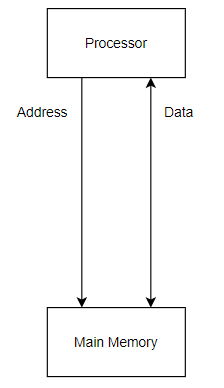 Processor
Address
Data
Main Memory